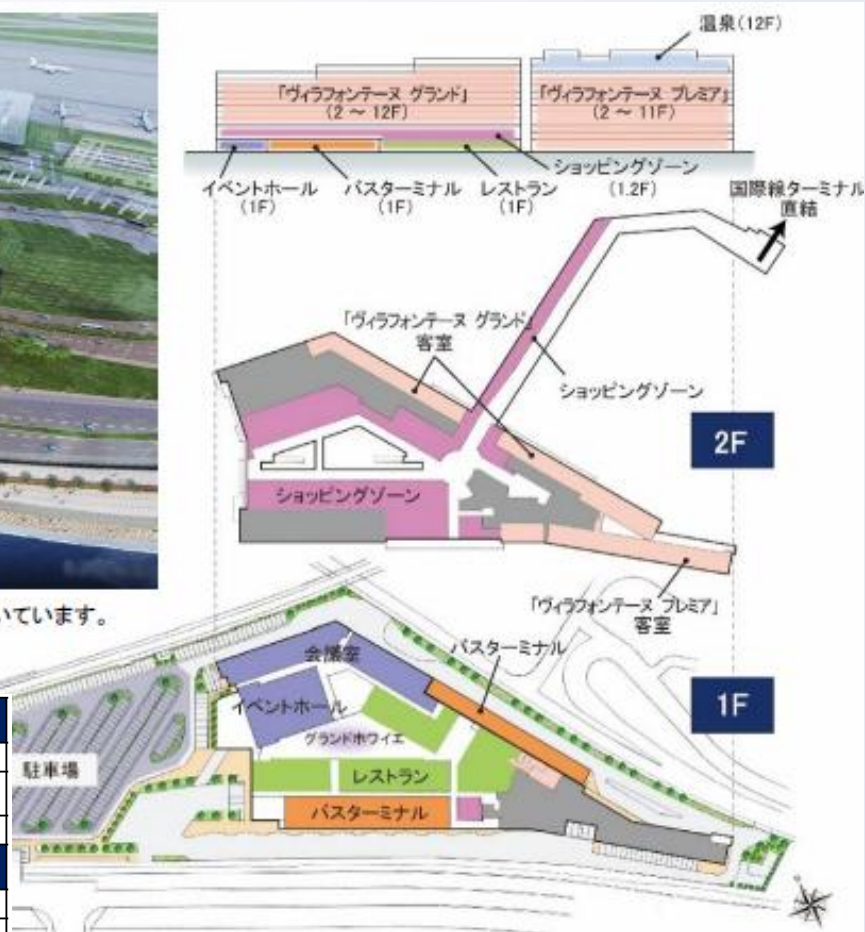 温泉(12F)
「ヴィラフォンテーヌ グランド」
(2 ～ 12F)
「ヴィラフォンテーヌ プレミア」
(2 ～ 11F)
イベントホール
(1F)
バスターミナル
(1F)
レストラン
(1F)
ショッピングゾーン
(1.2F)
国際線ターミナル
直結
「ヴィラフォンテーヌ グランド」
客室
ショッピングゾーン
2F
ショッピングゾーン
「ヴィラフォンテーヌ プレミア」
客室
いています。
バスターミナル
会議室
1F
イベントホール
グランドホワイエ
駐車場
レストラン
バスターミナル